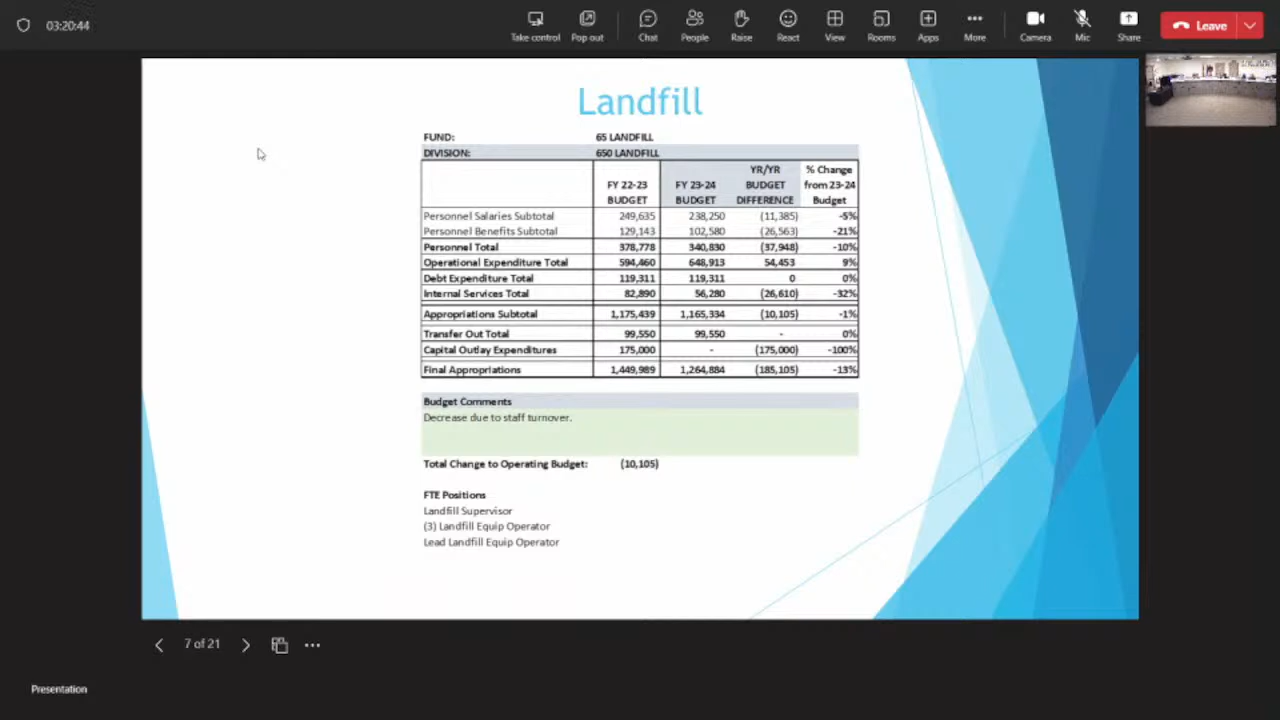 03:20:44
Take control Pop out Chat People Raise React View Rooms Apps More Camera Mic Share Leave
Landfill
FUND: 65 LANDFILL
DIVISION: 650 LANDFILL
FY 22-23 BUDGET FY 23-24 BUDGET YR/YR BUDGET DIFFERENCE % Change from 23-24 Budget
Personnel Salaries Subtotal 249,635 238,250 (11,385) -5%
Personnel Benefits Subtotal 129,143 102,580 (26,563) -21%
Personnel Total 378,778 340,830 (37,948) -10%
Operational Expenditure Total 594,460 648,913 54,453 9%
Debt Expenditure Total 119,311 119,311 0 0%
Internal Services Total 82,890 56,280 (26,610) -32%
Appropriations Subtotal 1,175,439 1,165,334 (10,105) -1%
Transfer Out Total 99,550 99,550 - 0%
Capital Outlay Expenditures 175,000 - (175,000) -100%
Final Appropriations 1,449,989 1,264,884 (185,105) -13%
Budget Comments
Decrease due to staff turnover.
Total Change to Operating Budget: (10,105)
FTE Positions
Landfill Supervisor
(3) Landfill Equip Operator
Lead Landfill Equip Operator
7 of 21
Presentation